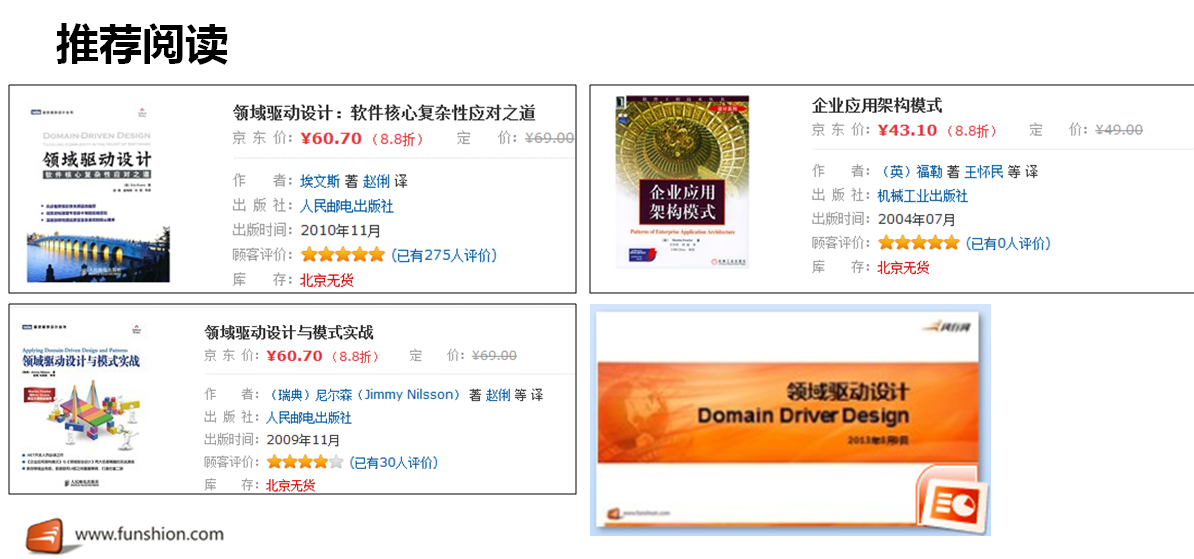 推荐阅读
领域驱动设计：软件核心复杂性应对之道
京 东 价：¥60.70（8.8折） 定 价：¥69.00
作 者：埃文斯 著 赵俐 译
出 版 社：人民邮电出版社
出版时间：2010年11月
顾客评价：(已有275人评价)
库 存：北京无货
DOMAIN-DRIVEN DESIGN
领域驱动设计
软件核心复杂性应对之道
企业应用架构模式
京 东 价：¥43.10（8.8折） 定 价：¥49.00
作 者：（英）福勒 著 王怀民 等 译
出 版 社：机械工业出版社
出版时间：2004年07月
顾客评价：(已有0人评价)
库 存：北京无货
企业应用
架构模式
Patterns of Enterprise Application Architecture
领域驱动设计与模式实战
京 东 价：¥60.70（8.8折） 定 价：¥69.00
作 者：（瑞典）尼尔森（Jimmy Nilsson） 著 赵俐 等 译
出 版 社：人民邮电出版社
出版时间：2009年11月
顾客评价：(已有30人评价)
库 存：北京无货
Applying Domain-Driven Design and Patterns
领域驱动设计与模式实战
领域驱动设计
Domain Driver Design
www.funshion.com
www.funshion.com